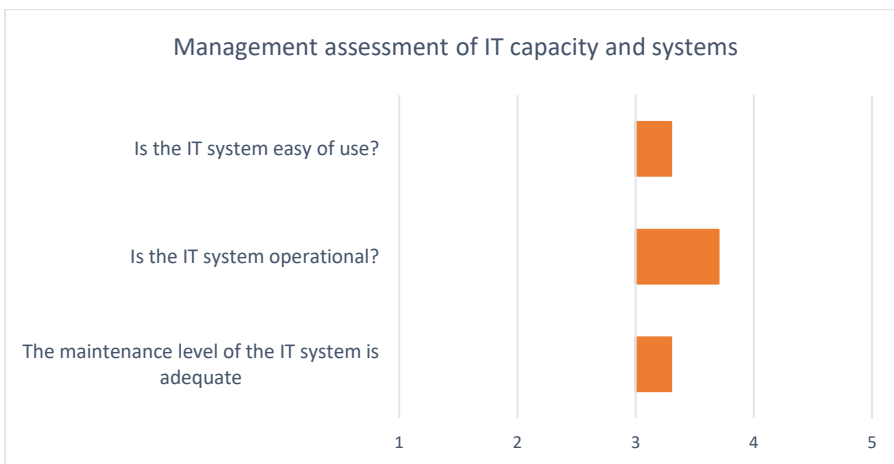 Management assessment of IT capacity and systems
Is the IT system easy of use?
Is the IT system operational?
The maintenance level of the IT system is
adequate
1 2 3 4 5